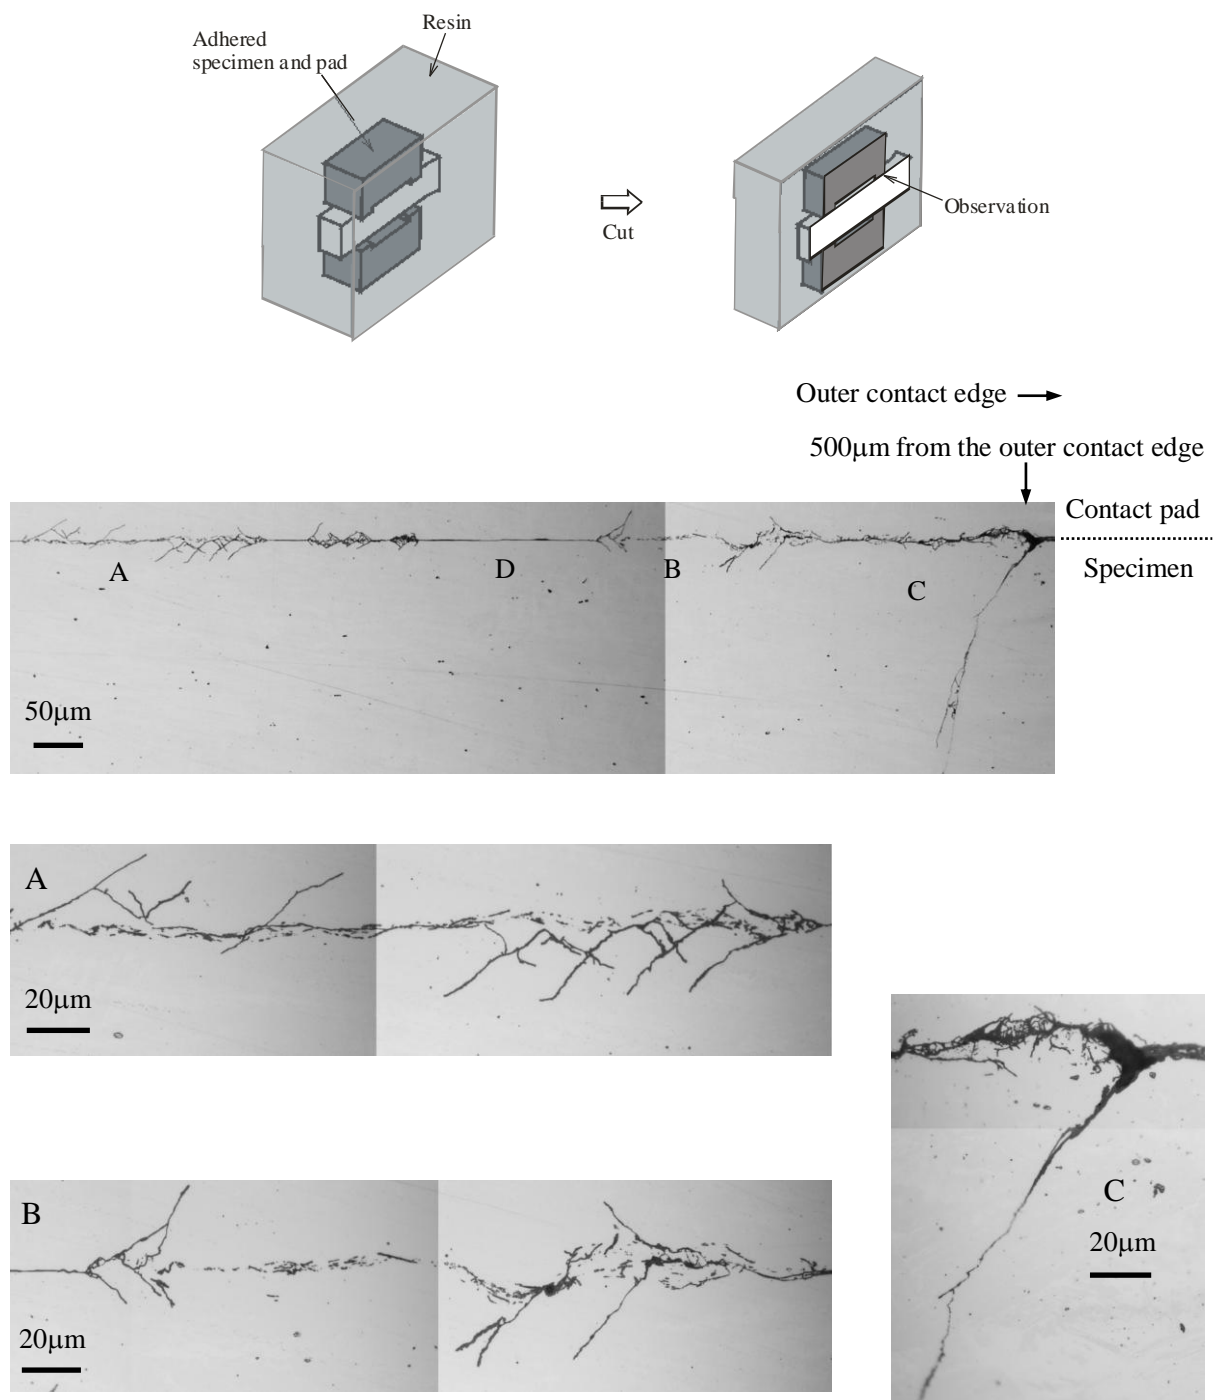 Resin
Adhered
specimen and pad
Observation
Cut
Outer contact edge
500μm from the outer contact edge
Contact pad
Specimen
A
D
B
C
50μm
A
20μm
B
20μm
C
20μm